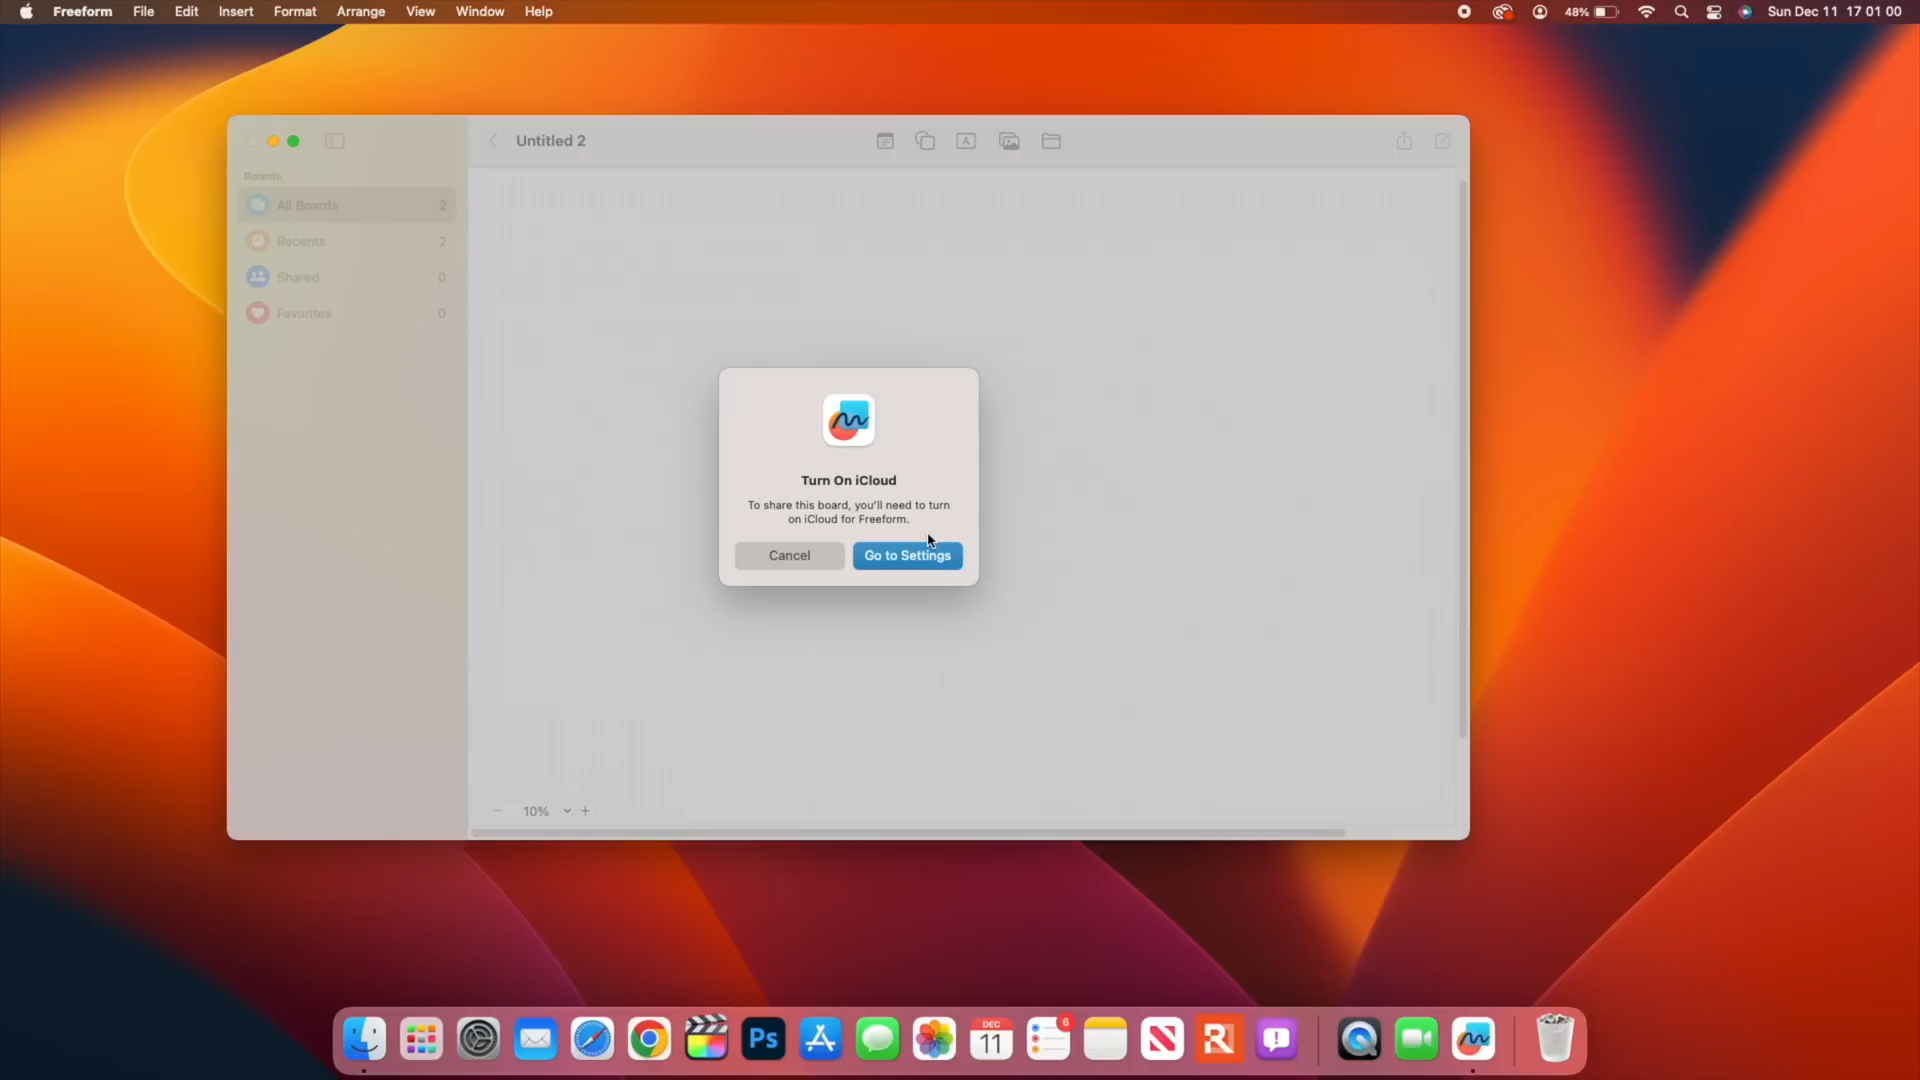 Freeform File Edit Insert Format Arrange View Window Help
48% Sun Dec 11 17 01 00
Untitled 2
A
Boards
All Boards 2
Recents 2
Shared 0
Favorites 0
Turn On iCloud
To share this board, you'll need to turn
on iCloud for Freeform.
Cancel Go to Settings
− 10% +
Ps DEC 11 6 N R